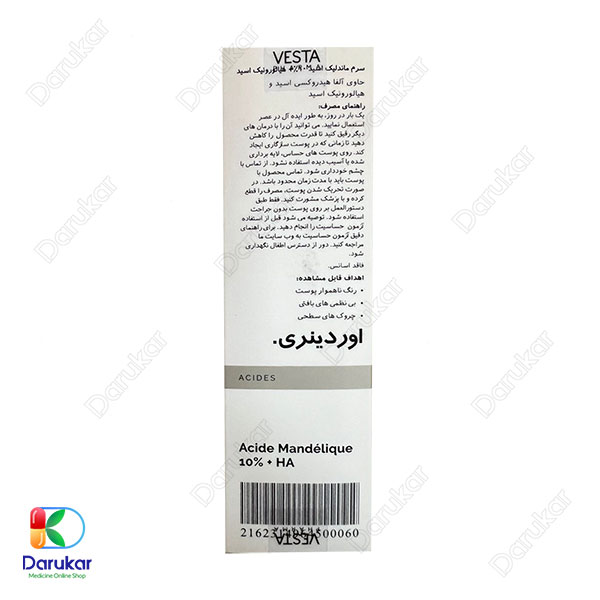 VESTA
سرم ماندلیک اسید ۱۰٪+ هیالورونیک اسید
حاوی آلفا هیدروکسی اسید و
هیالورونیک اسید
راهنمای مصرف:
یک بار در روز، به طور ایده آل در عصر
استعمال نمایید. می توانید آن را با درمان های
دیگر رقیق کنید تا قدرت محصول را کاهش
دهید تا زمانی که در پوست سازگاری ایجاد
کند. روی پوست های حساس، لایه برداری
شده یا آسیب دیده استفاده نشود. از تماس با
چشم خودداری شود. تماس محصول با
پوست باید با مدت زمان محدود باشد. در
صورت تحریک شدن پوست، مصرف را قطع
کرده و با پزشک مشورت کنید. فقط طبق
دستورالعمل بر روی پوست بدون جراحت
استفاده شود. توصیه می شود قبل از استفاده
آزمون حساسیت را انجام دهید. برای راهنمای
دقیق آزمون حساسیت به وب سایت ما
مراجعه کنید. دور از دسترس اطفال نگهداری
شود.
فاقد اسانس.
اهداف قابل مشاهده:
• رنگ ناهموار پوست
• بی نظمی های بافتی
• چروک های سطحی
اوردینری.
ACIDES
Acide Mandélique
10% + HA
VESTA
Darukar
Medicine Online Shop